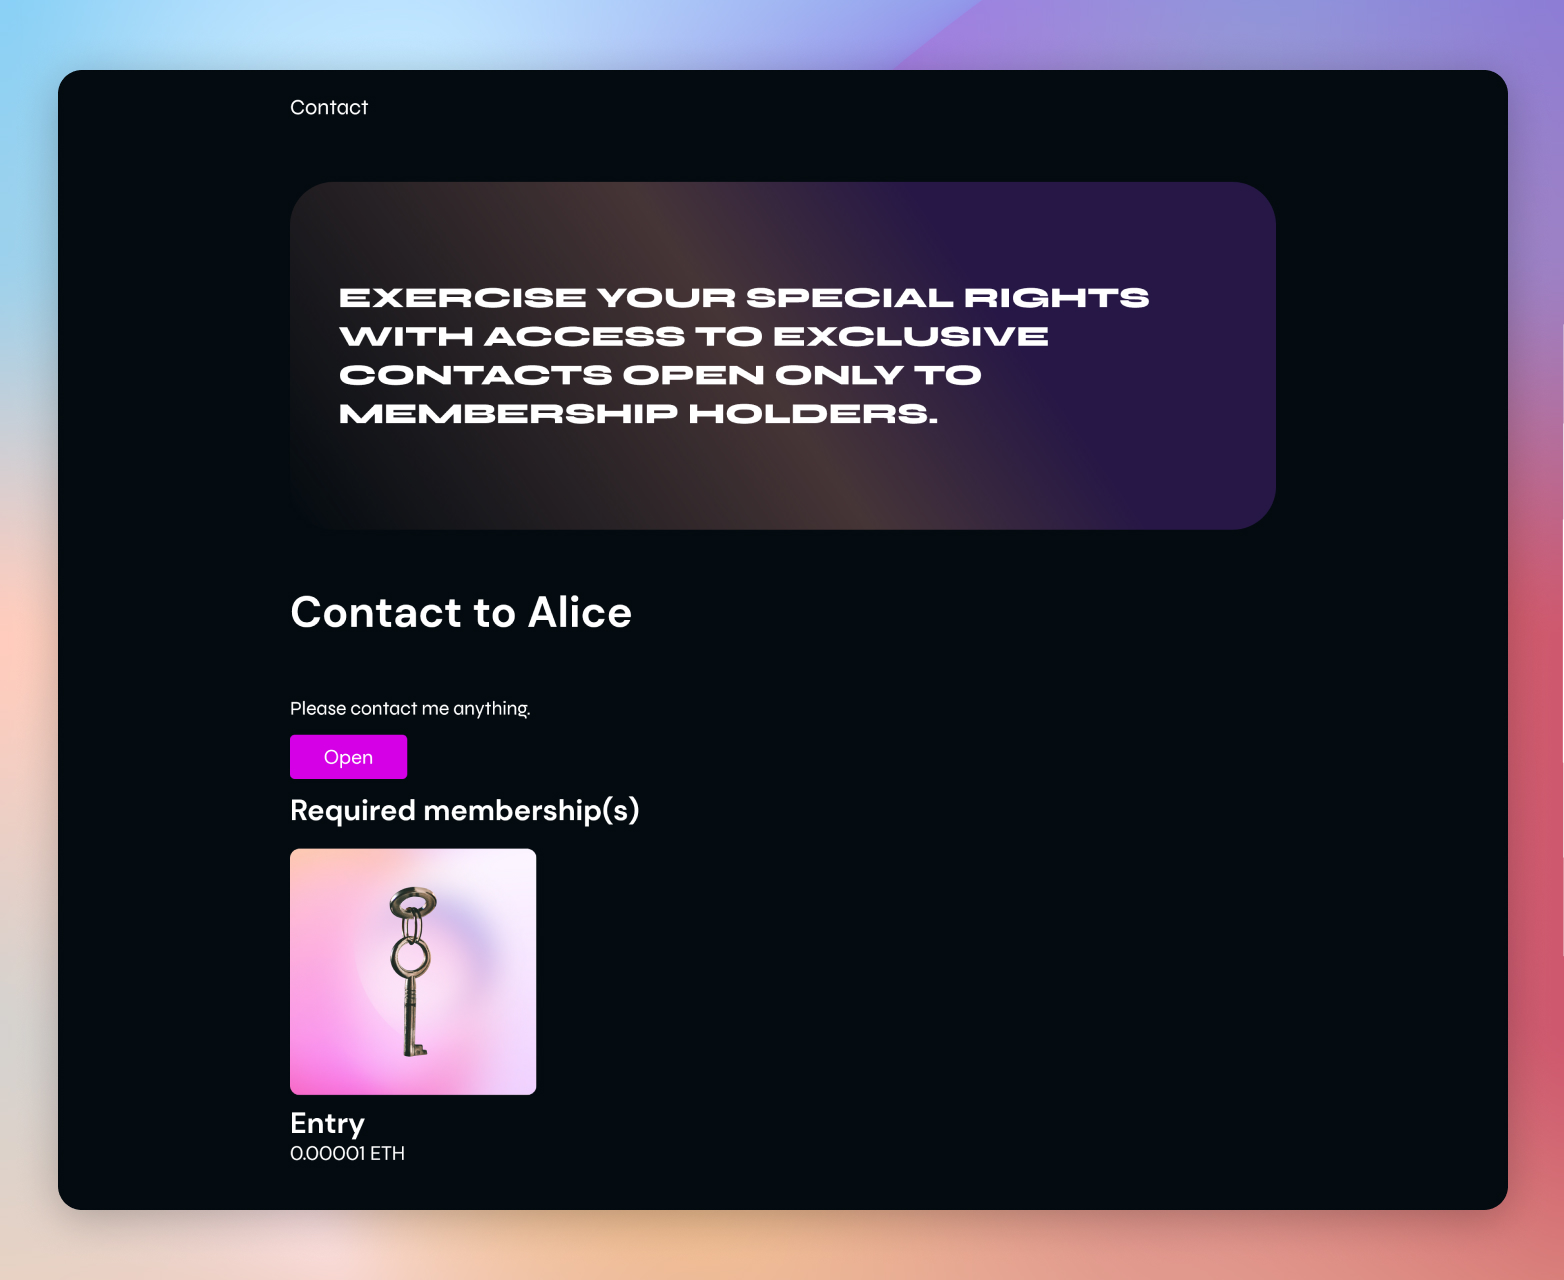 Contact
EXERCISE YOUR SPECIAL RIGHTS
WITH ACCESS TO EXCLUSIVE
CONTACTS OPEN ONLY TO
MEMBERSHIP HOLDERS.
Contact to Alice
Please contact me anything.
Open
Required membership(s)
Entry
0.00001 ETH